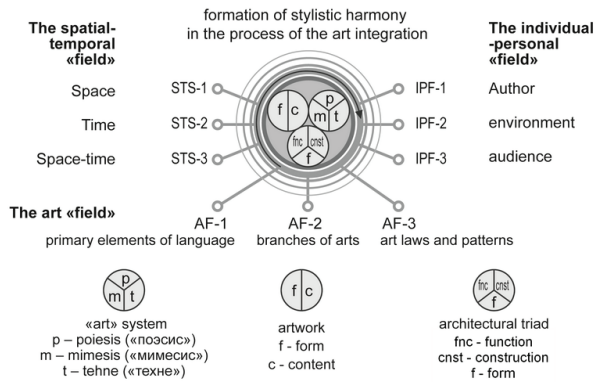 formation of stylistic harmony
in the process of the art integration
The spatial-
temporal
«field»
The individual
-personal
«field»
Space
STS-1
IPF-1
Author
Time
STS-2
IPF-2
environment
Space-time
STS-3
IPF-3
audience
f c
p
m t
fnc cnst
f
The art «field»
AF-1
AF-2
AF-3
primary elements of language
branches of arts
art laws and patterns
p
m t
«art» system
p – poiesis («поэсис»)
m – mimesis («мимесис»)
t – tehne («техне»)
f c
artwork
f - form
c - content
fnc cnst
f
architectural triad
fnc - function
cnst - construction
f - form